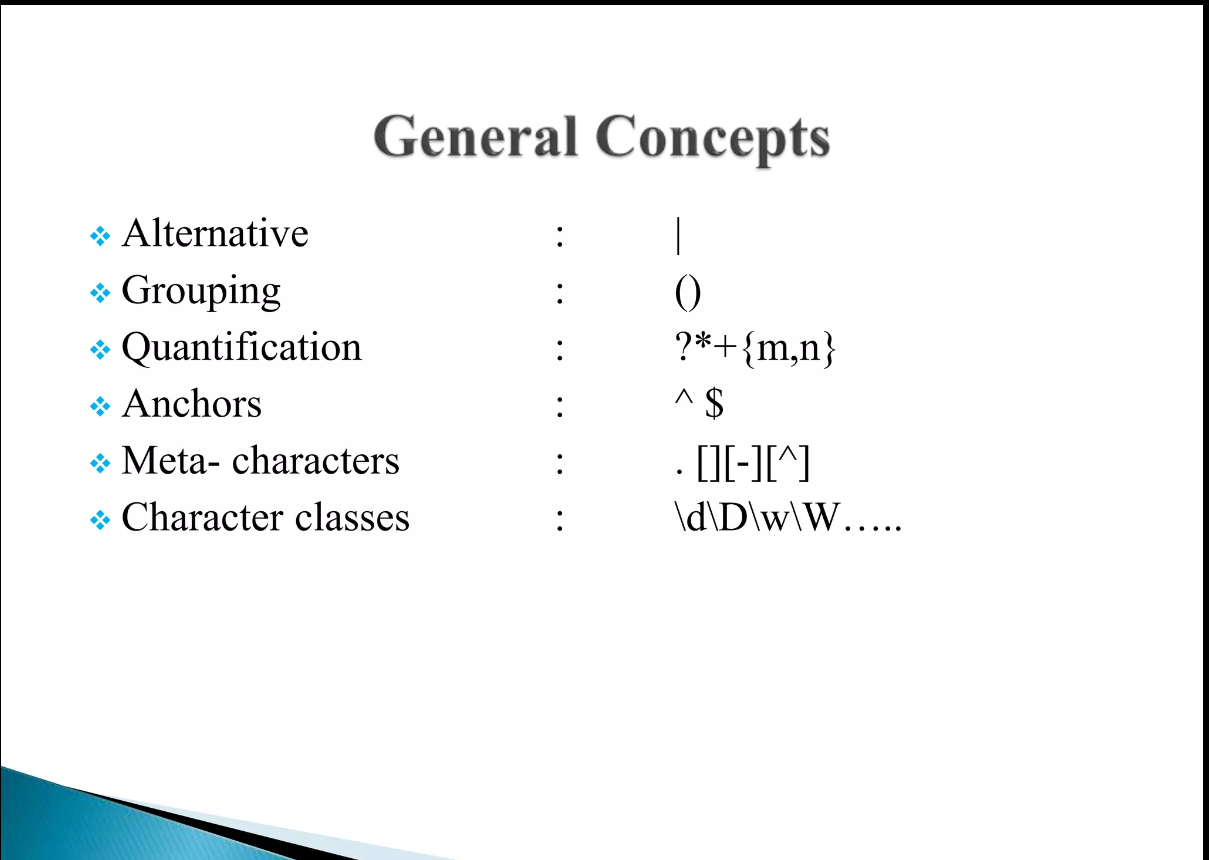 General Concepts
Alternative : |
Grouping : ()
Quantification : ?*+{m,n}
Anchors : ^ $
Meta- characters : . [][-][^]
Character classes : \d\D\w\W…..